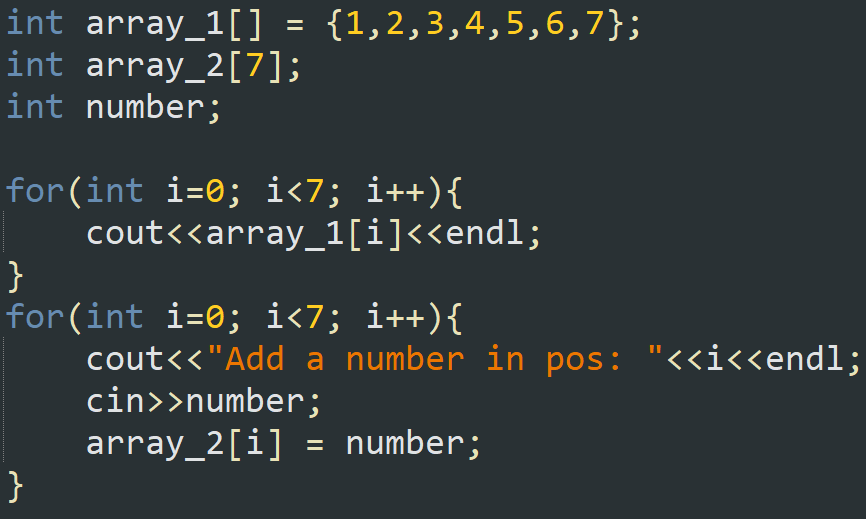 int array_1[] = {1,2,3,4,5,6,7};
int array_2[7];
int number;
for(int i=0; i<7; i++){
    cout<<array_1[i]<<endl;
}
for(int i=0; i<7; i++){
    cout<<"Add a number in pos: "<<i<<endl;
    cin>>number;
    array_2[i] = number;
}